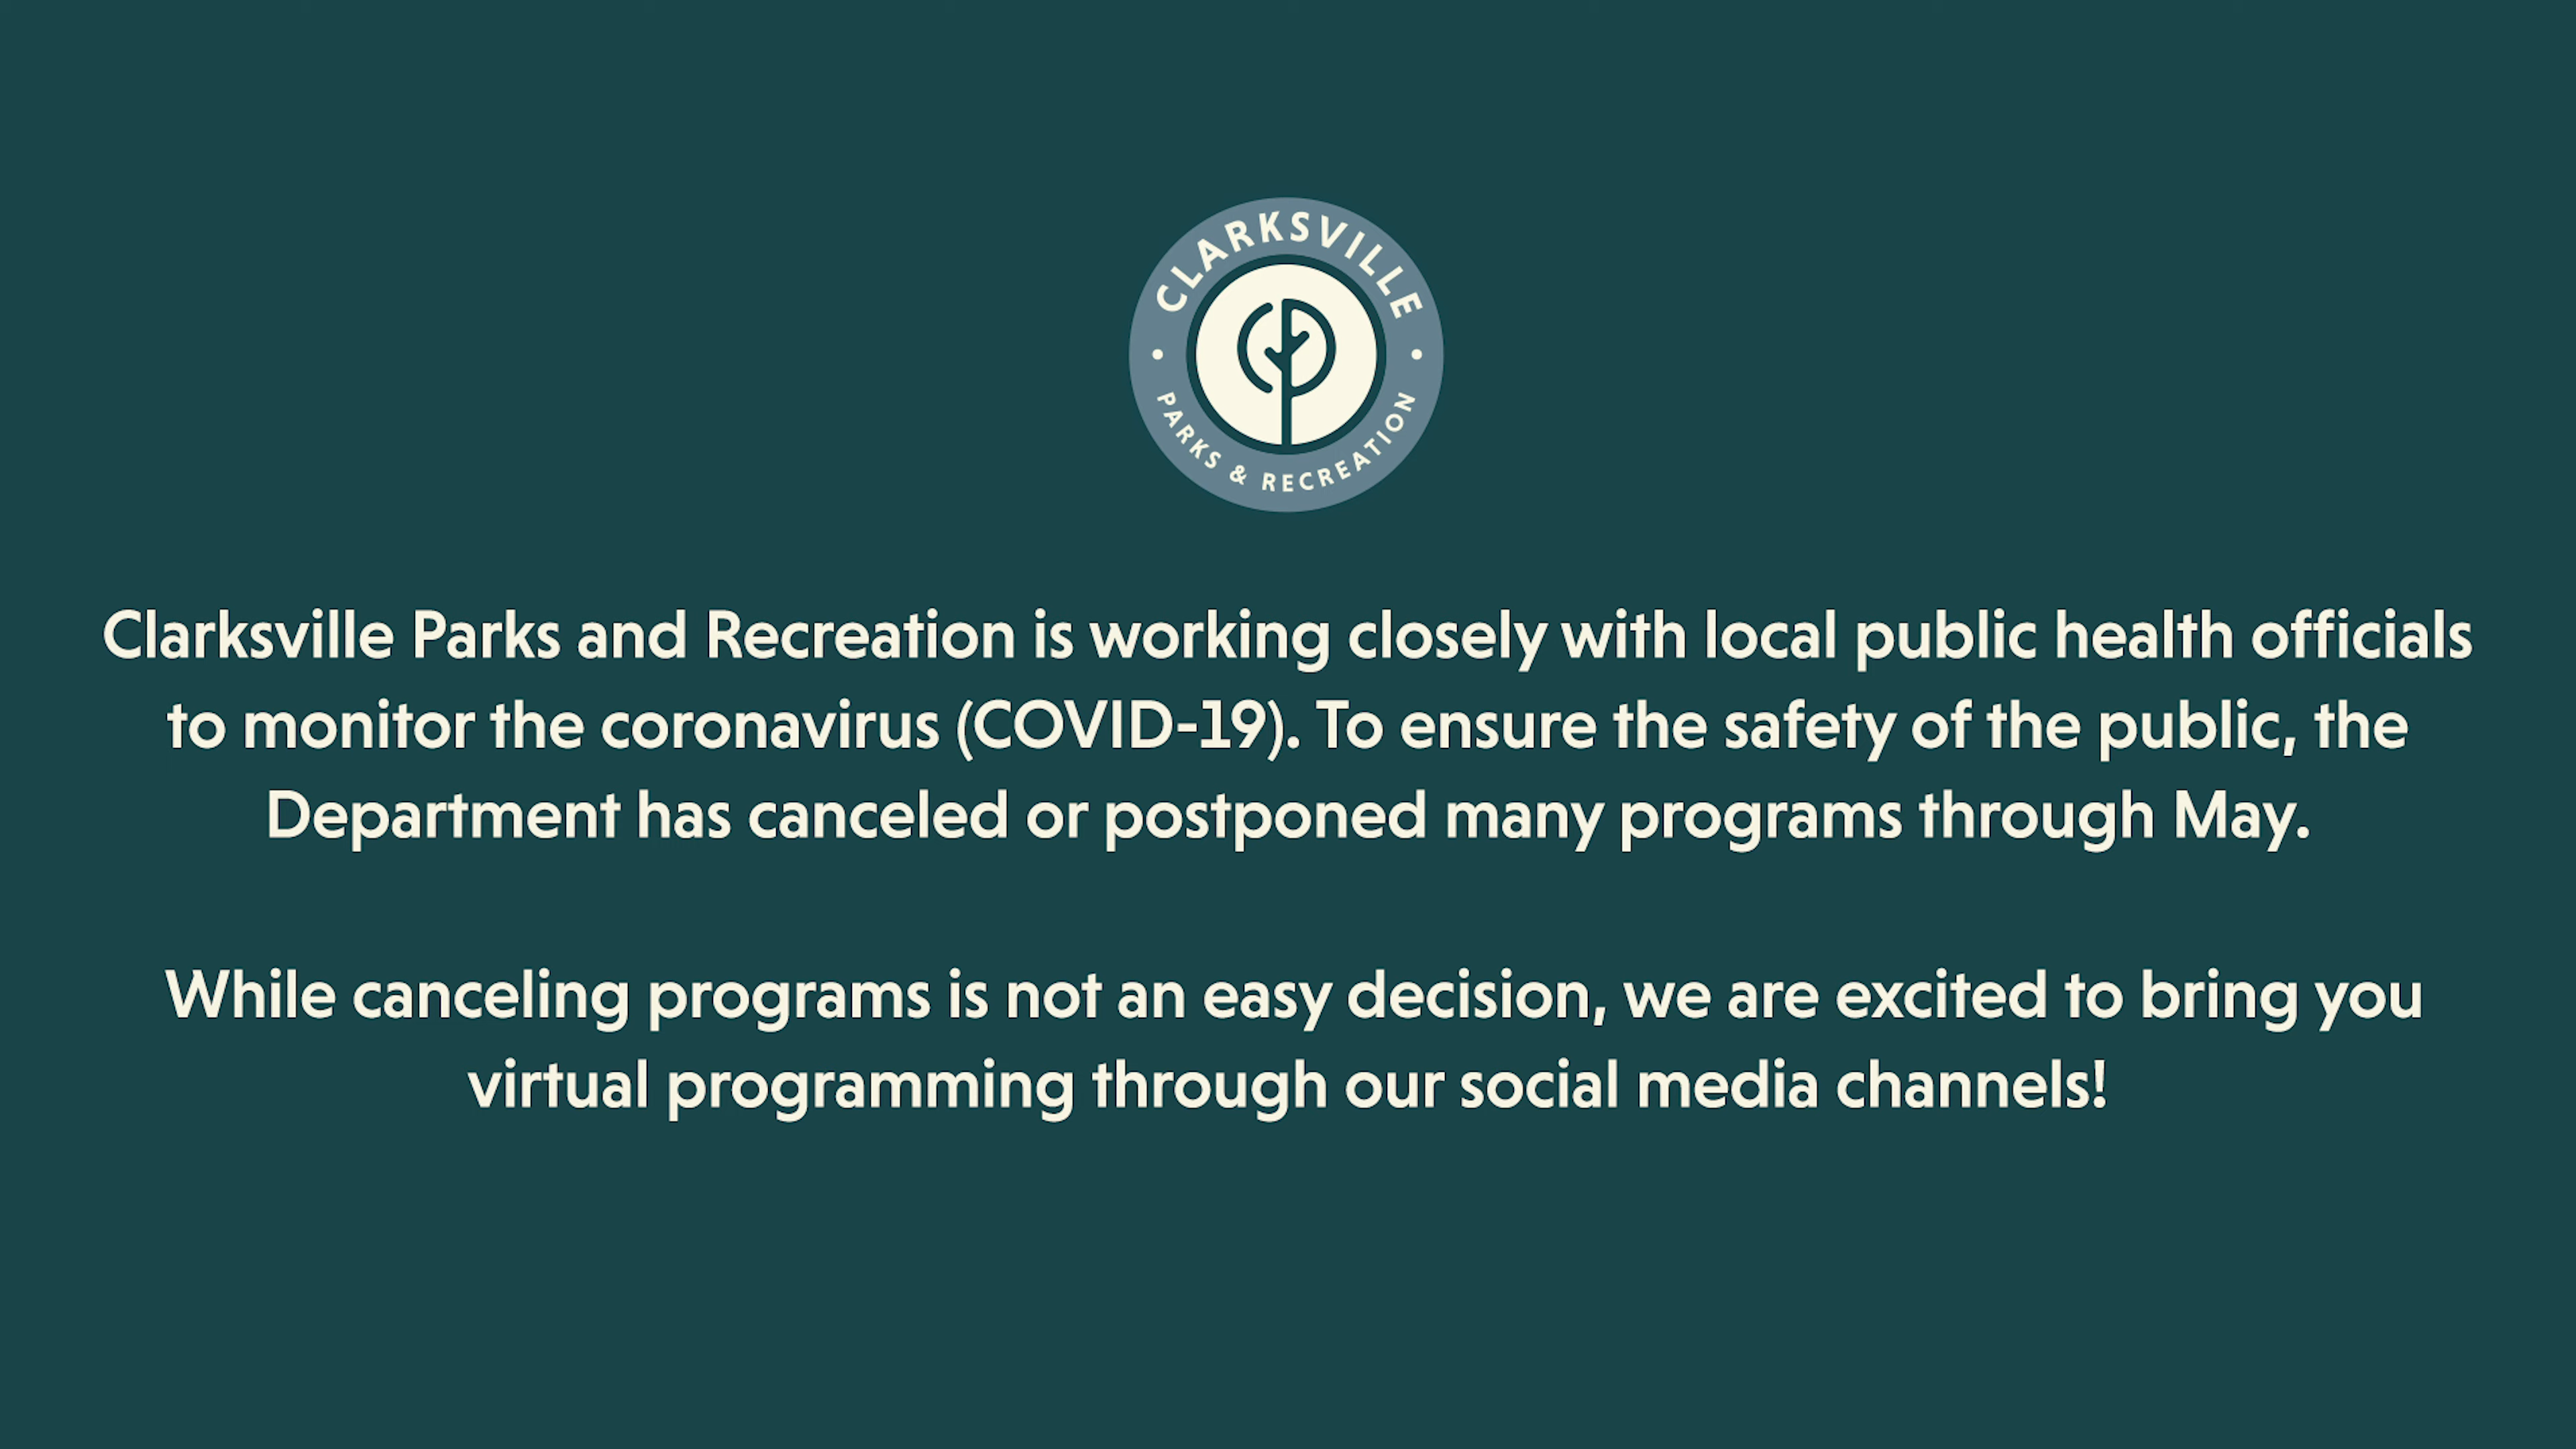 CLARKSVILLE
PARKS & RECREATION
Clarksville Parks and Recreation is working closely with local public health officials
to monitor the coronavirus (COVID-19). To ensure the safety of the public, the
Department has canceled or postponed many programs through May.
While canceling programs is not an easy decision, we are excited to bring you
virtual programming through our social media channels!